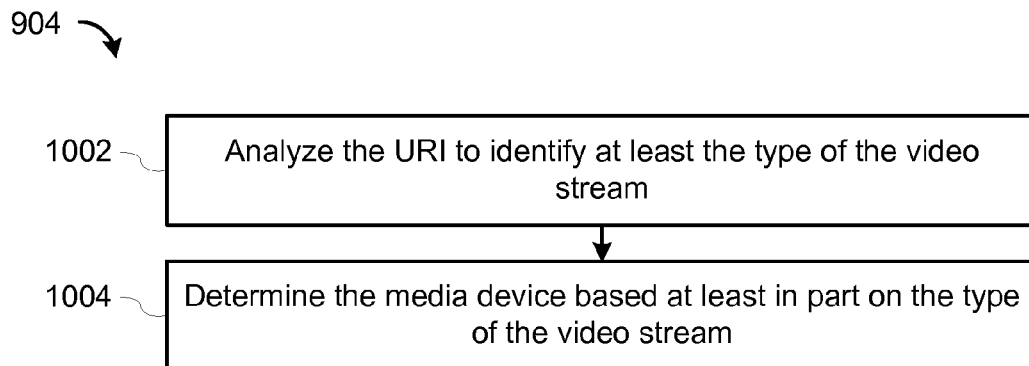 904
1002
Analyze the URI to identify at least the type of the video
stream
1004
Determine the media device based at least in part on the type
of the video stream